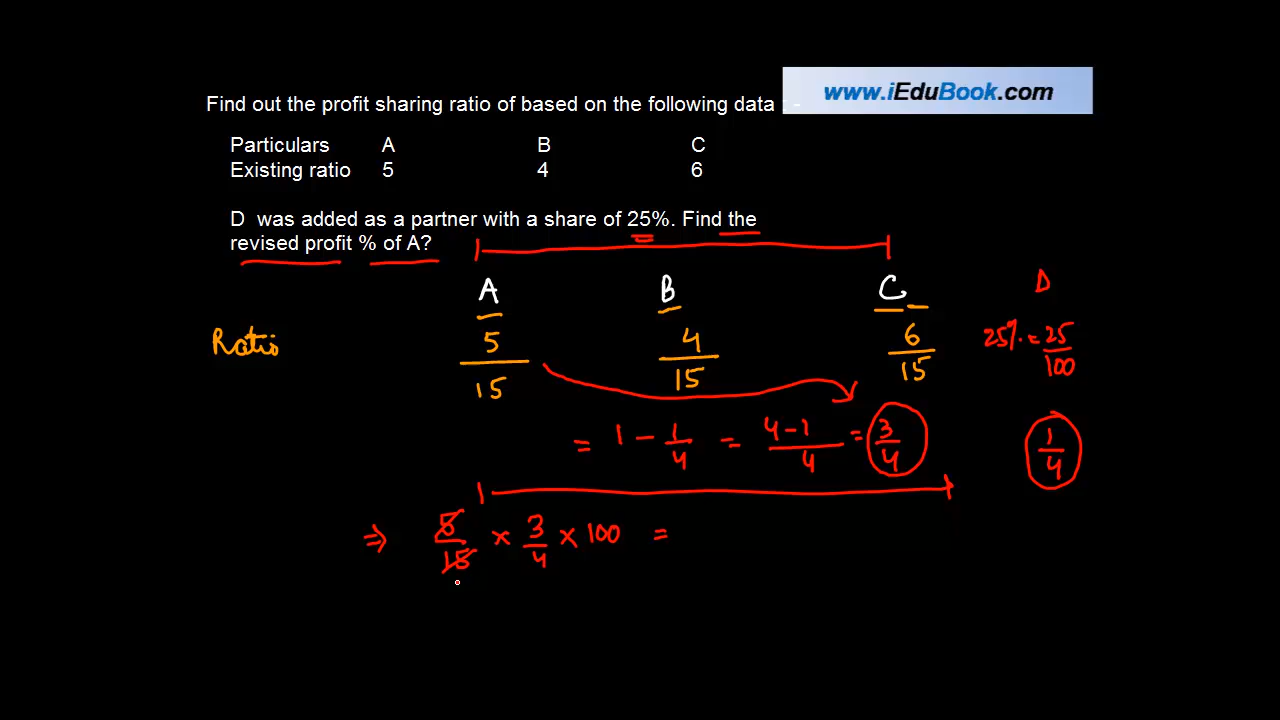 www.iEduBook.com
Find out the profit sharing ratio of based on the following data : -
Particulars A B C
Existing ratio 5 4 6
D was added as a partner with a share of 25%. Find the
revised profit % of A?
A B C D
Ratio 5/15 4/15 6/15 25% = 25/100
= 1 - 1/4 = 4-1/4 = 3/4 1/4
⇒ 5/15 × 3/4 × 100 =